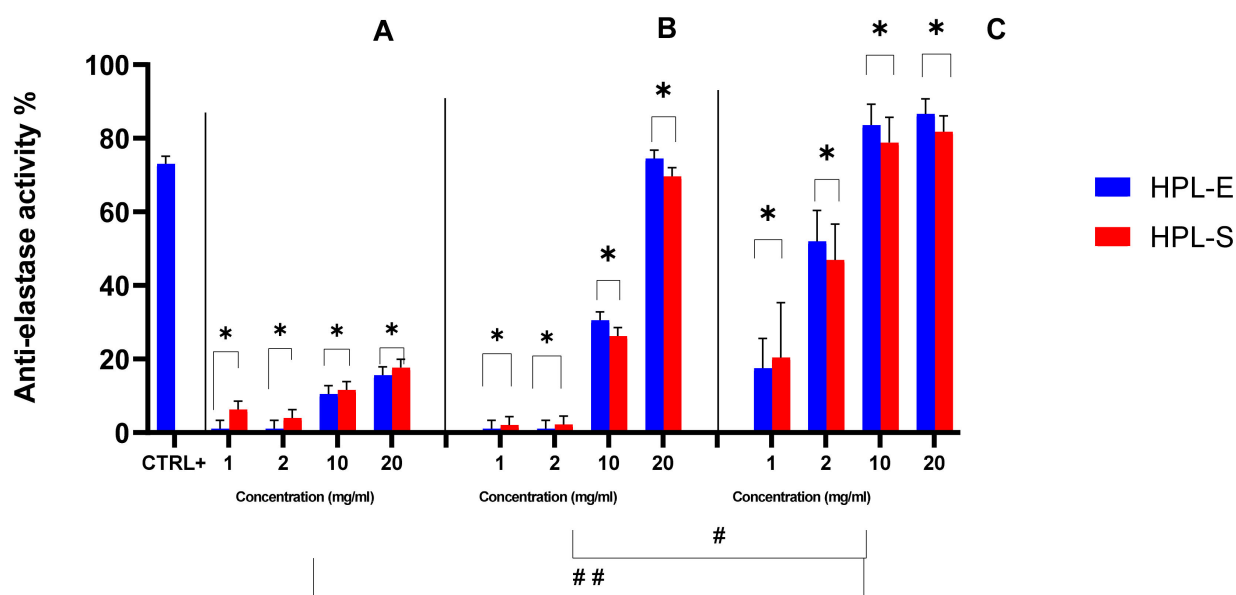 A B C
* * * * * * * * * * * *
Anti-elastase activity %
100
80
60
40
20
0
HPL-E
HPL-S
CTRL+ 1 2 10 20 1 2 10 20 1 2 10 20
Concentration (mg/ml) Concentration (mg/ml) Concentration (mg/ml)
#
# #